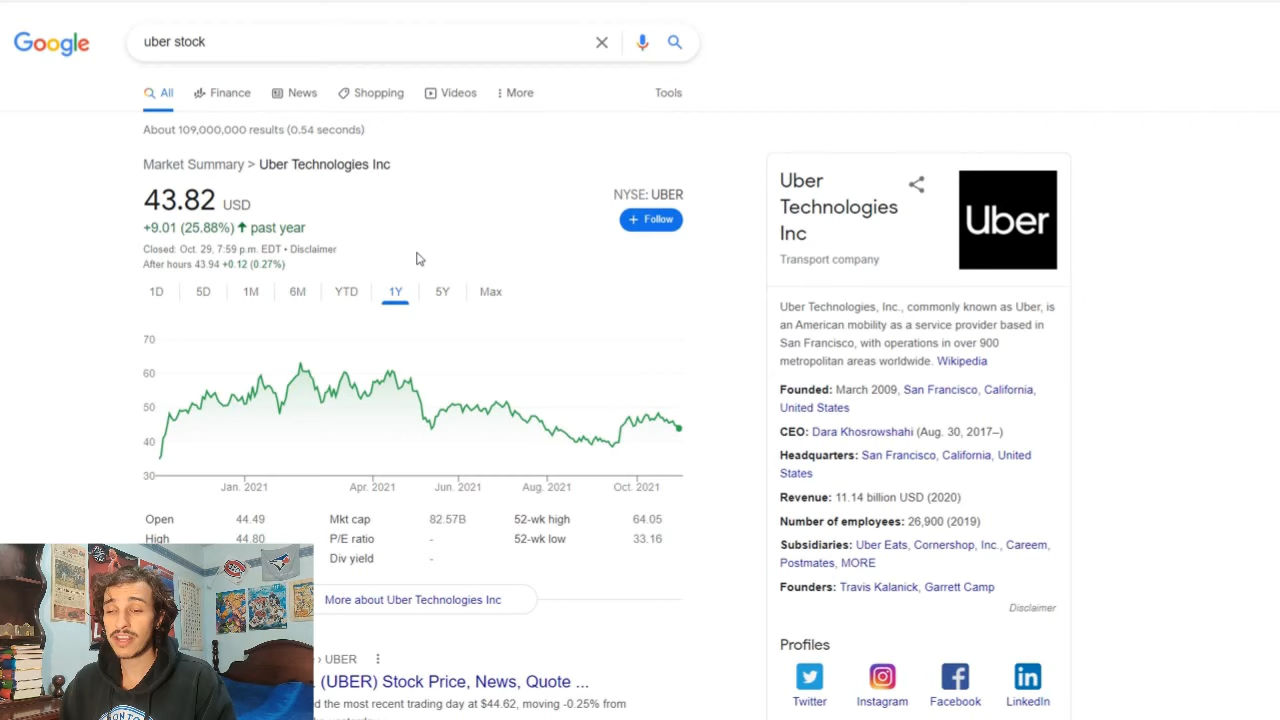 Google
uber stock
All
Finance
News
Shopping
Videos
More
Tools
About 109,000,000 results (0.54 seconds)
Market Summary > Uber Technologies Inc
43.82 USD
+9.01 (25.88%) past year
Closed: Oct. 29, 7:59 p.m. EDT • Disclaimer
After hours 43.94 +0.12 (0.27%)
NYSE: UBER
+ Follow
1D
5D
1M
6M
YTD
1Y
5Y
Max
70
60
50
40
30
Jan. 2021
Apr. 2021
Jun. 2021
Aug. 2021
Oct. 2021
Open 44.49
High 44.80
Mkt cap 82.57B
P/E ratio -
Div yield -
52-wk high 64.05
52-wk low 33.16
More about Uber Technologies Inc
› UBER
(UBER) Stock Price, News, Quote ...
the most recent trading day at $44.62, moving -0.25% from
Uber
Technologies
Inc
Transport company
Uber
Uber Technologies, Inc., commonly known as Uber, is
an American mobility as a service provider based in
San Francisco, with operations in over 900
metropolitan areas worldwide. Wikipedia
Founded: March 2009, San Francisco, California,
United States
CEO: Dara Khosrowshahi (Aug. 30, 2017–)
Headquarters: San Francisco, California, United
States
Revenue: 11.14 billion USD (2020)
Number of employees: 26,900 (2019)
Subsidiaries: Uber Eats, Cornershop, Inc., Careem,
Postmates, MORE
Founders: Travis Kalanick, Garrett Camp
Disclaimer
Profiles
Twitter
Instagram
Facebook
LinkedIn